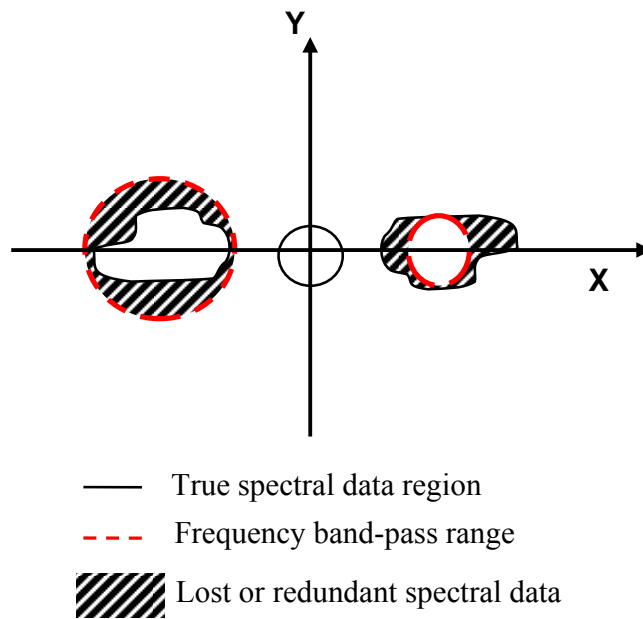 Y
X
True spectral data region
Frequency band-pass range
Lost or redundant spectral data